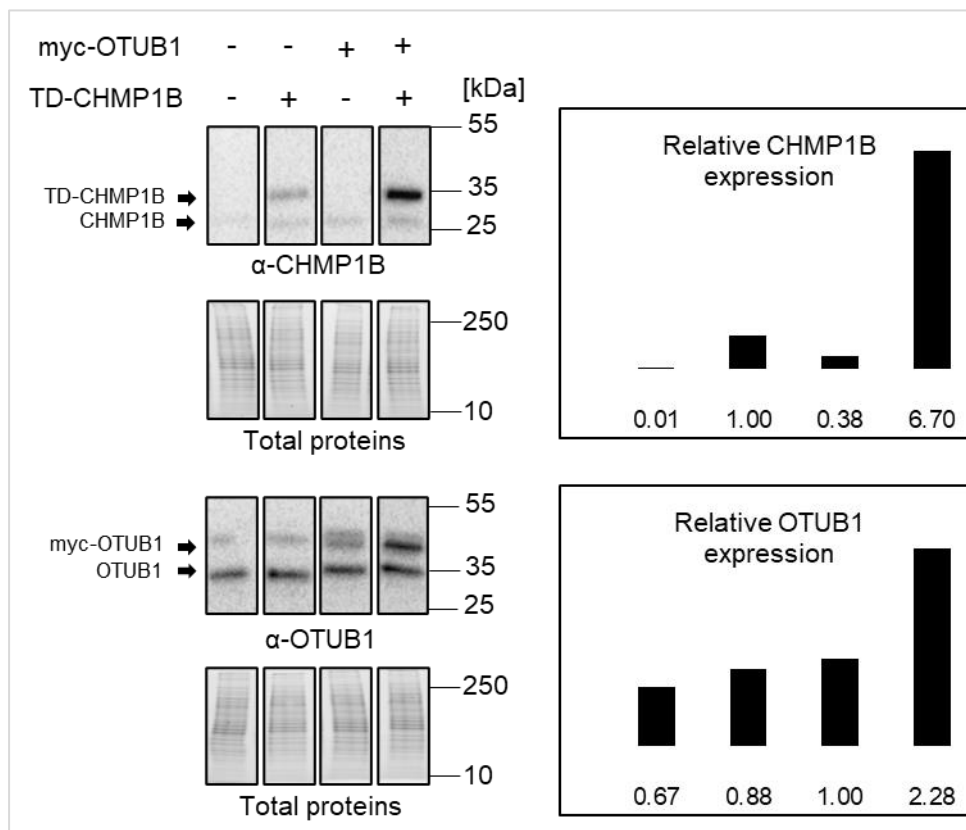 myc-OTUB1 - - + +
TD-CHMP1B - + - + [kDa]
55
TD-CHMP1B 35
CHMP1B 25
α-CHMP1B
250
10
Total proteins
Relative CHMP1B
expression
0.01 1.00 0.38 6.70
55
myc-OTUB1
OTUB1 35
25
α-OTUB1
250
10
Total proteins
Relative OTUB1
expression
0.67 0.88 1.00 2.28